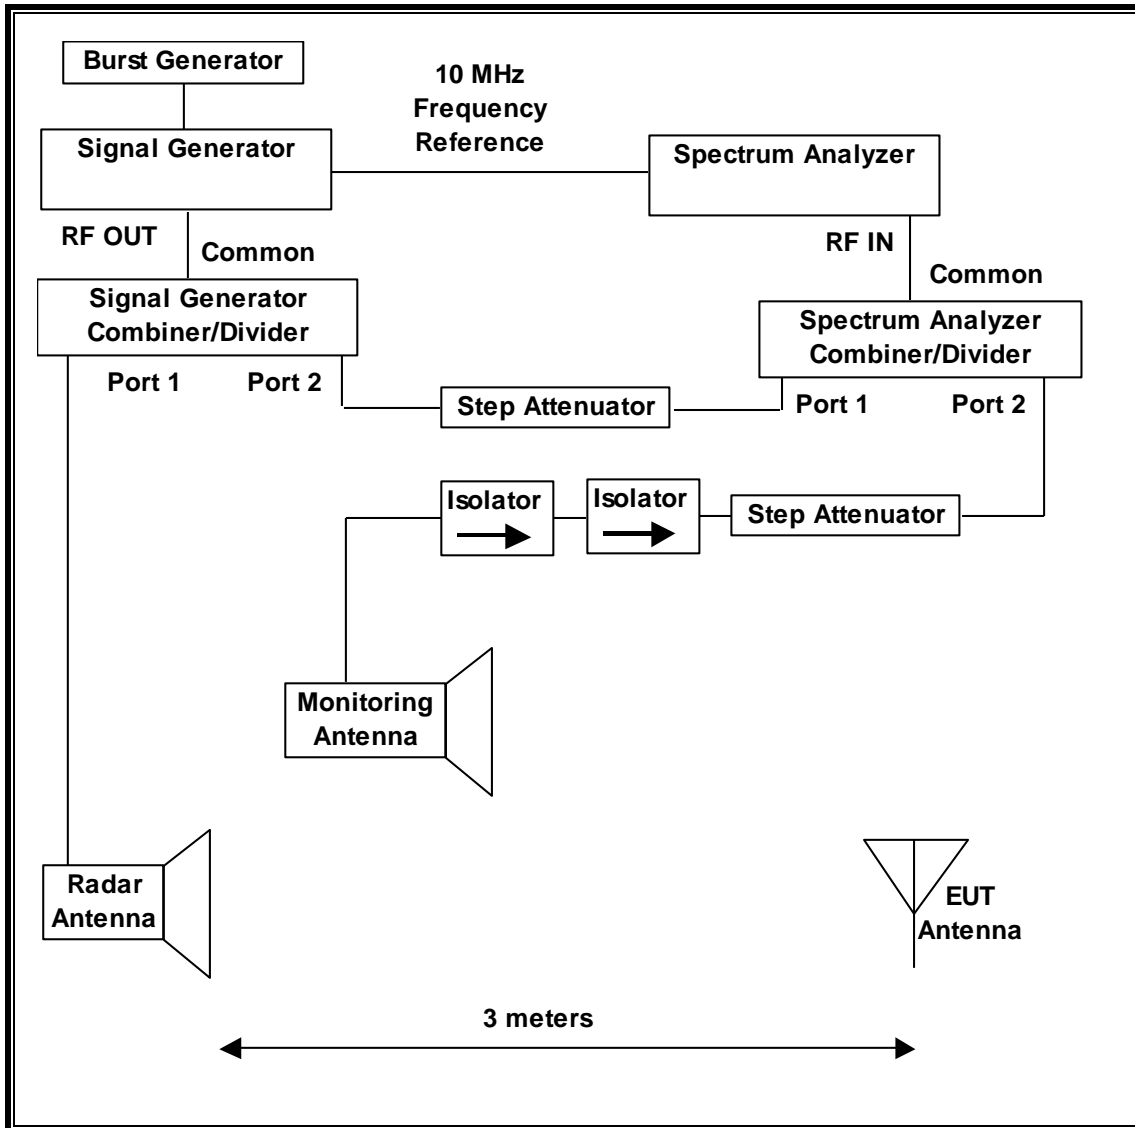 Burst Generator
10 MHz
Frequency
Reference
Signal Generator
Spectrum Analyzer
RF OUT
Common
RF IN
Common
Signal Generator
Combiner/Divider
Spectrum Analyzer
Combiner/Divider
Port 1
Port 2
Step Attenuator
Port 1
Port 2
Isolator
Isolator
Step Attenuator
Monitoring
Antenna
Radar
Antenna
EUT
Antenna
3 meters